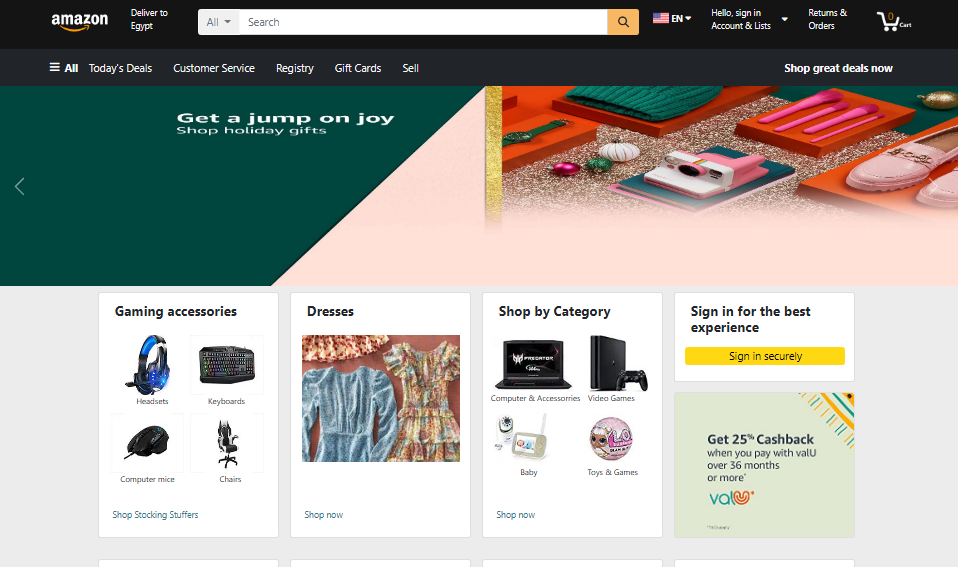 amazon
Deliver to
Egypt
All
Search
EN
Hello, sign in
Account & Lists
Returns &
Orders
0
Cart
All
Today's Deals
Customer Service
Registry
Gift Cards
Sell
Shop great deals now
Get a jump on joy
Shop holiday gifts
Gaming accessories
Headsets
Keyboards
Computer mice
Chairs
Shop Stocking Stuffers
Dresses
Shop now
Shop by Category
PREDATOR
Computer & Accessories
Video Games
L.O.L
Baby
Toys & Games
Shop now
Sign in for the best
experience
Sign in securely
Get 25% Cashback
when you pay with valU
over 36 months
or more*
valU*